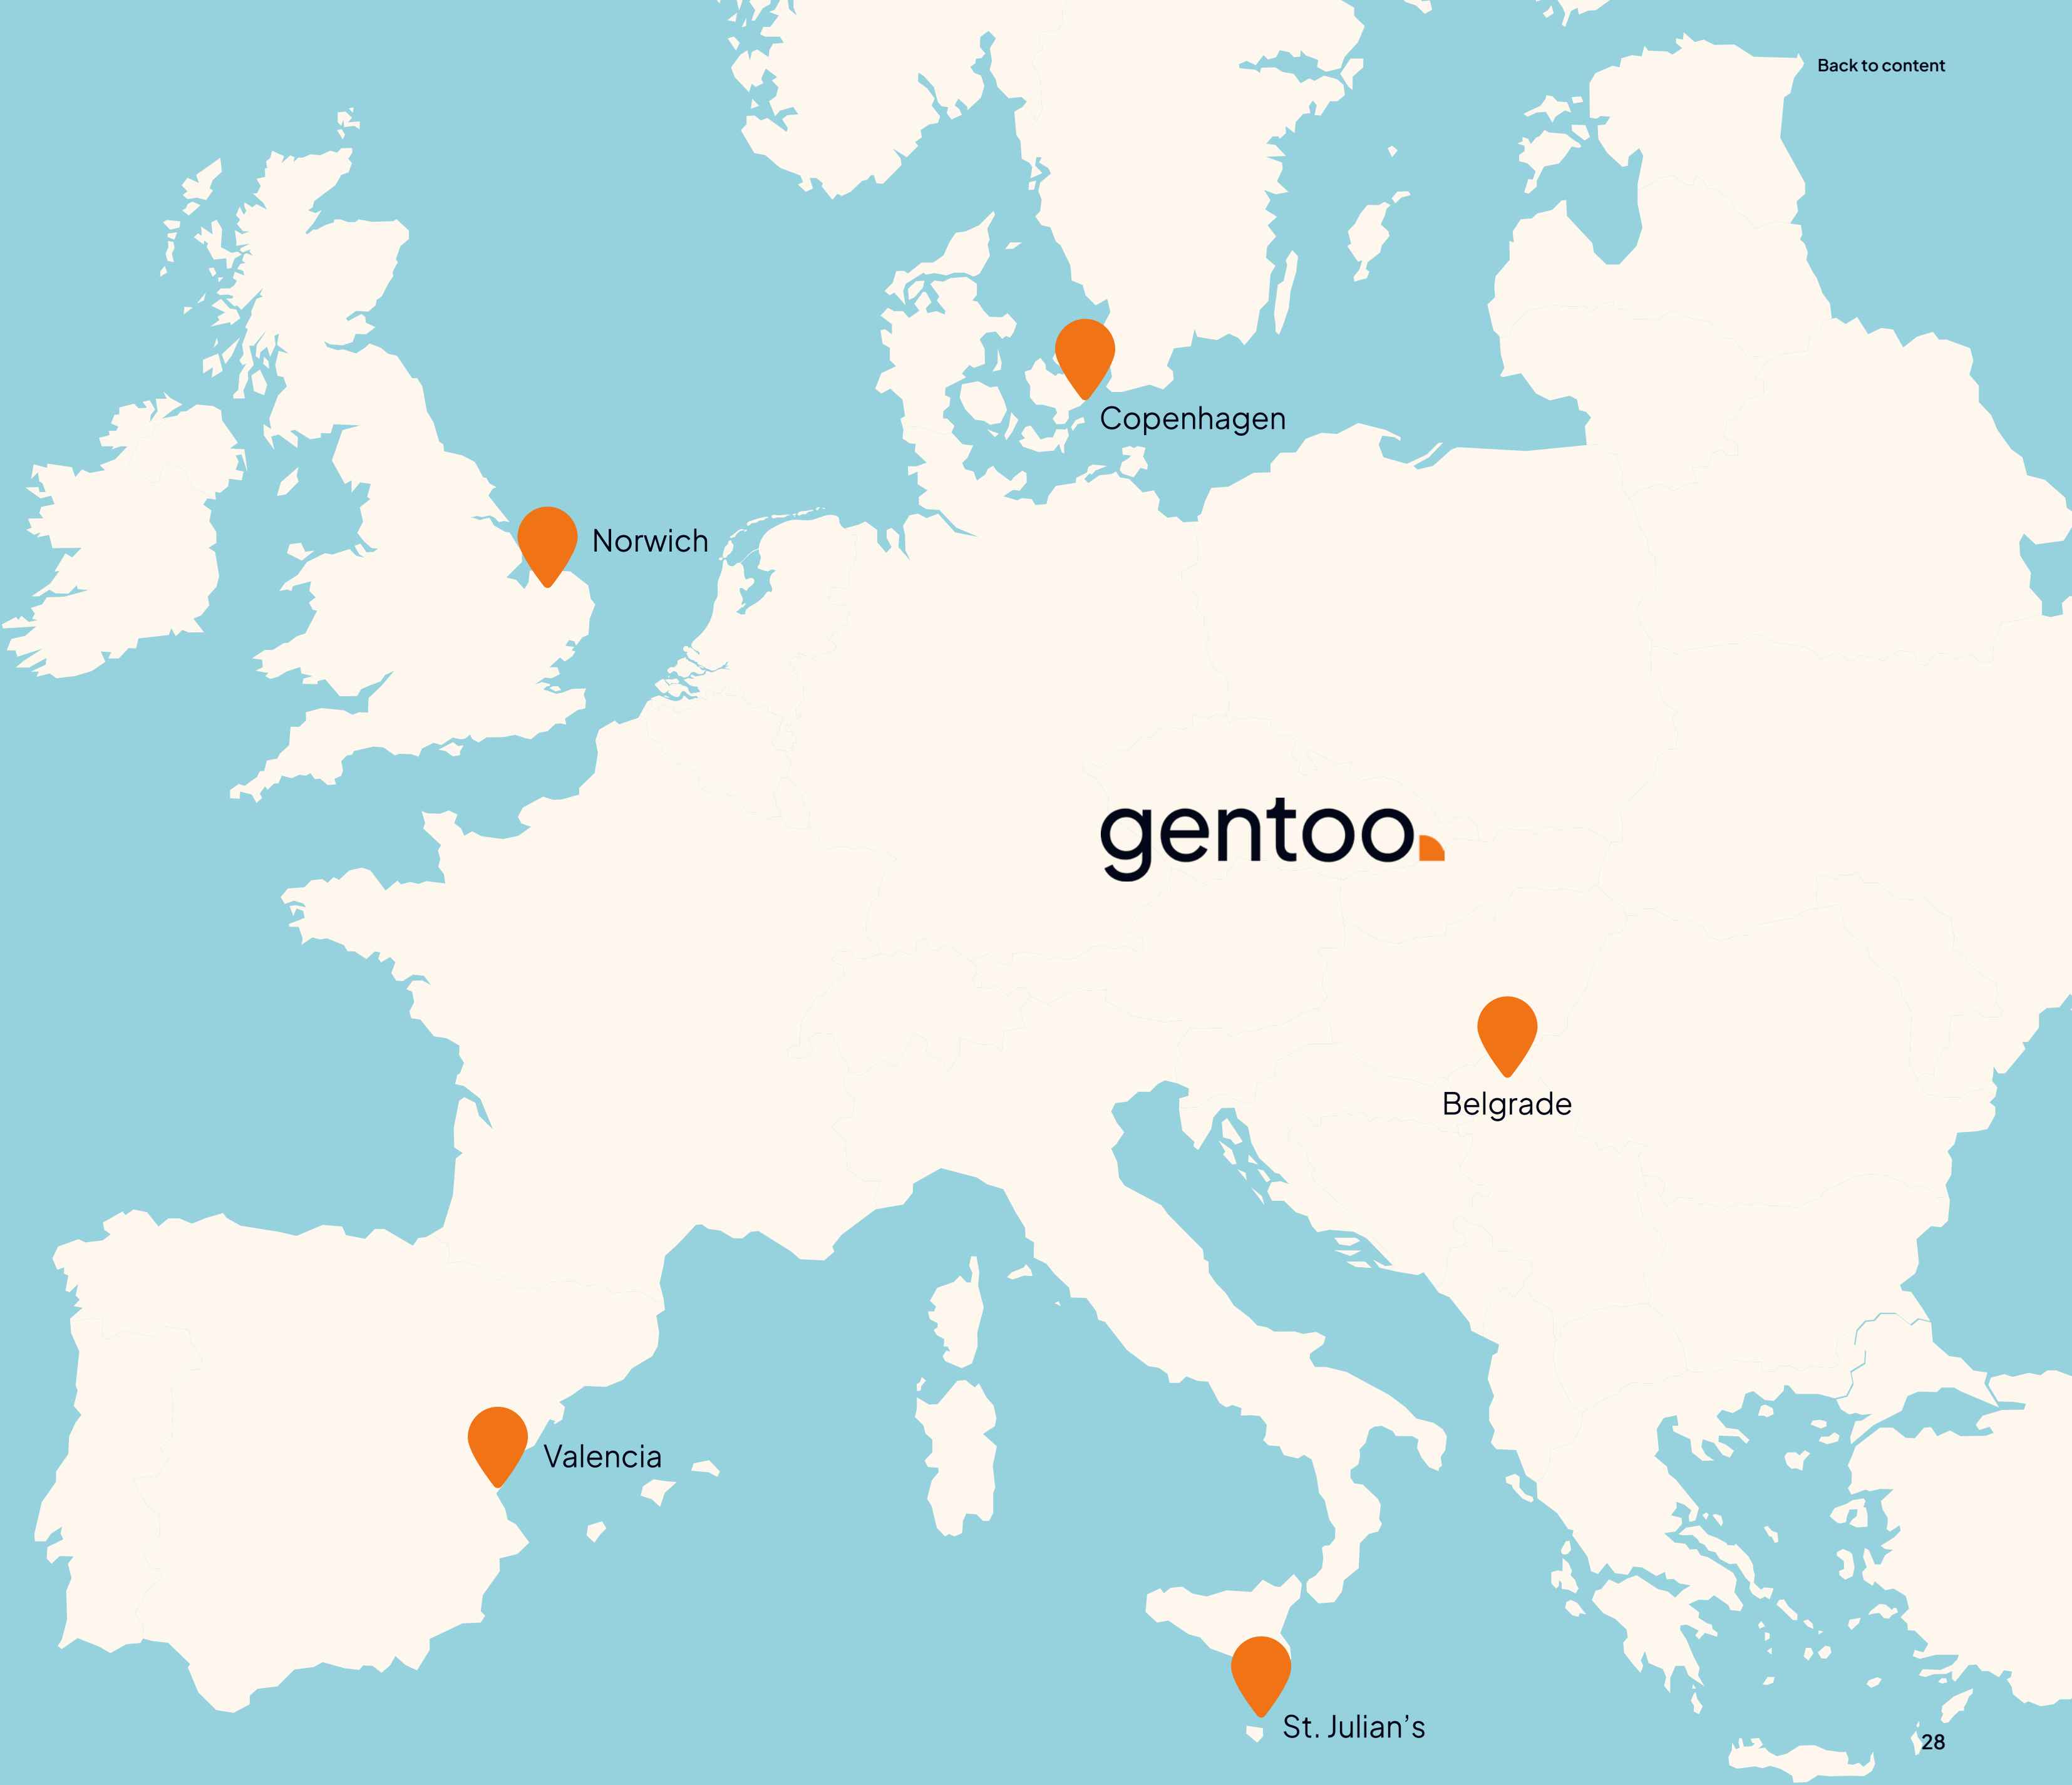 Back to content
Copenhagen
Norwich
gentoo
Belgrade
Valencia
St. Julian's
28